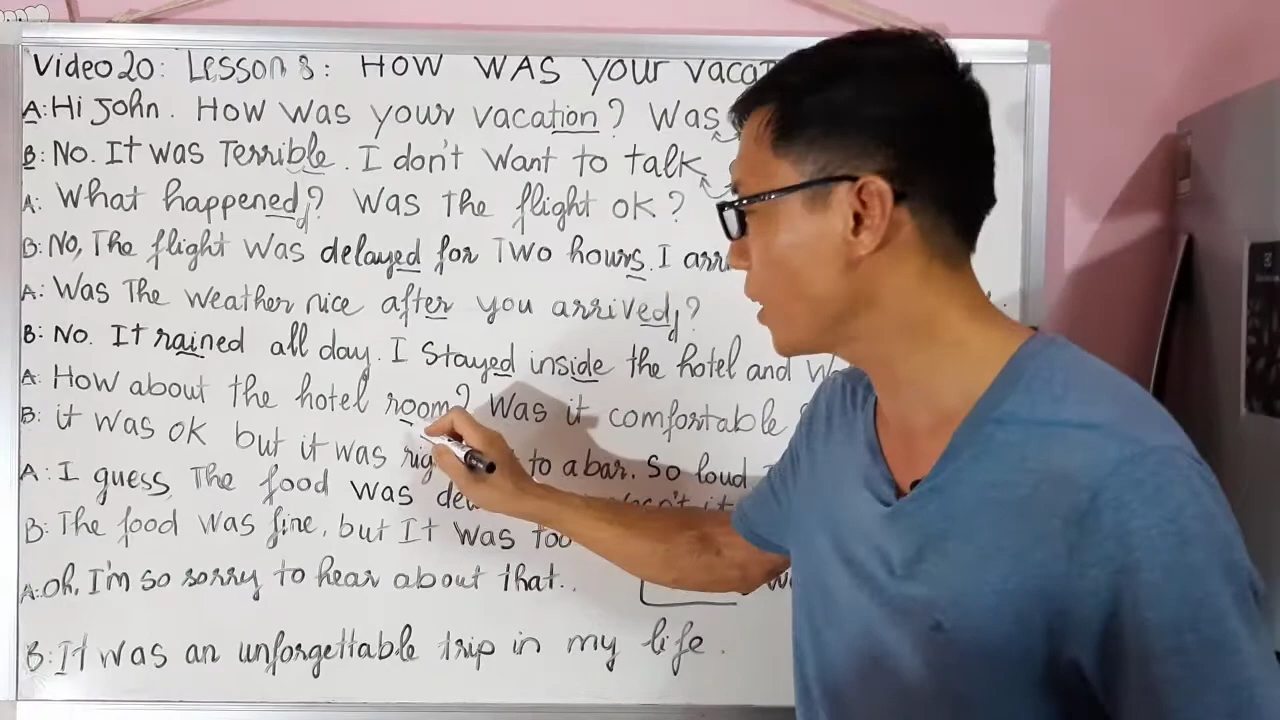 Video 20: Lesson 8: HOW WAS your
A: Hi John. How was your vacation? Was
B: No. It was Terrible. I don't want to talk
A: What happened? Was The flight ok?
B: No, The flight was delayed for Two hours. I
A: Was The weather nice after you arrived?
B: No. It rained all day. I Stayed inside the hotel and
A: How about the hotel room? Was it comfortable
B: it was ok but it was to a bar. So loud
A: I guess, The food was
B: The food was fine, but It was too
A: Oh, I'm so sorry to hear about that.
B: It was an unforgettable trip in my life.